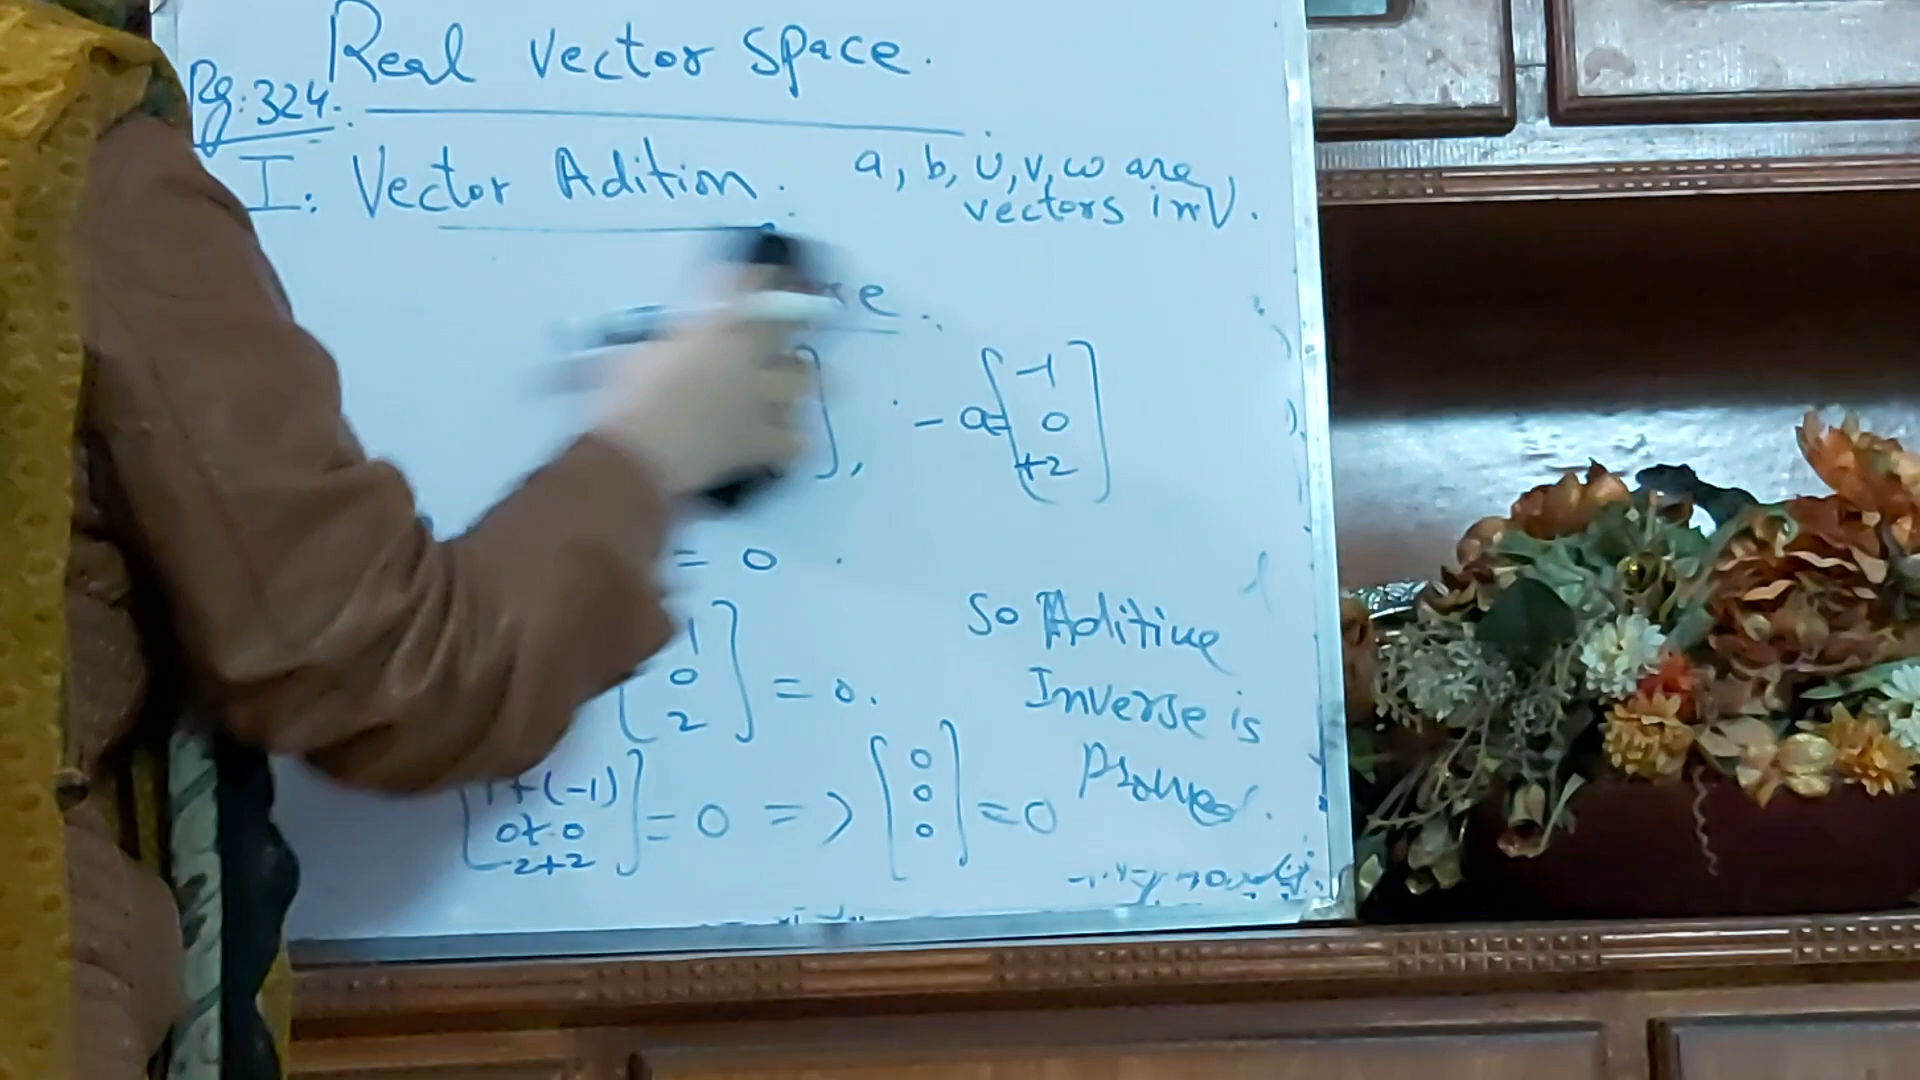 Real Vector Space.
Pg: 324.
I: Vector Adition. a, b, u, v, w are
vectors in V.
, - a= [ -1
0
+2 ]
= 0
1
0
2 ] = 0.
So Aditive
Inverse is
Proved.
[ 1+(-1)
0+0
-2+2 ] = 0 => [ 0
0
0 ] = 0